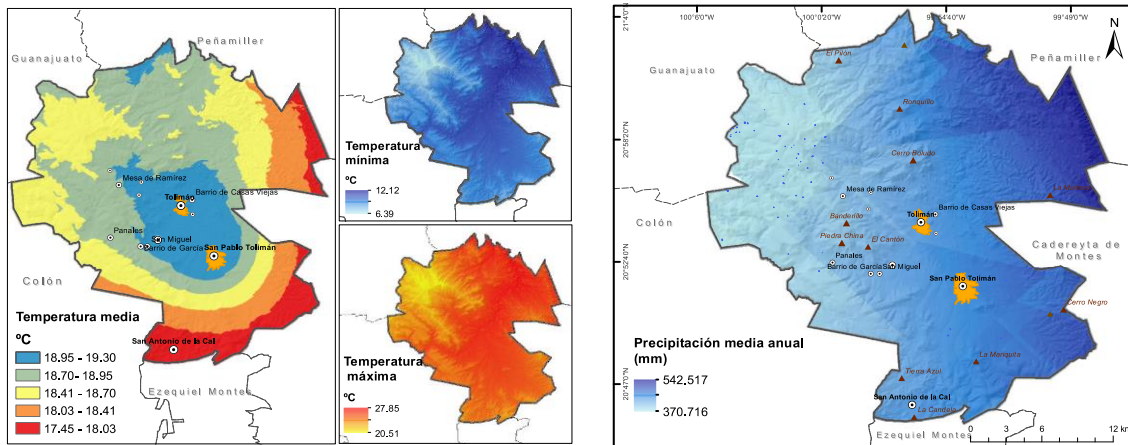 Guanajuato
Peñamiller
Mesa de Ramírez
Barrio de Casas Viejas
Tolimán
Panales
San Miguel
Barrio de García
San Pablo Tolimán
Colón
San Antonio de la Cal
Ezequiel Montes
Temperatura media
ºC
18.95 - 19.30
18.70 - 18.95
18.41 - 18.70
18.03 - 18.41
17.45 - 18.03
Temperatura
mínima
ºC
12.12
6.39
Temperatura
máxima
ºC
27.85
20.51
100°6'0"W
100°2'0"W
99°49'0"W
21°4'0"N
20°58'20"N
20°52'40"N
20°47'0"N
N
Guanajuato
Peñamiller
El Pilón
Ronquillo
Cerro Boludo
Mesa de Ramírez
Barrio de Casas Viejas
Banderillo
Tolimán
Piedra China
El Cantón
Panales
Barrio de García
San Miguel
Colón
Cadereyta
de
Montes
San Pablo Tolimán
Cerro Negro
La Manquita
Tierra Azul
San Antonio de la Cal
La Candela
Ezequiel Montes
Precipitación media anual
(mm)
542.517
370.716
0 3 6 12 km